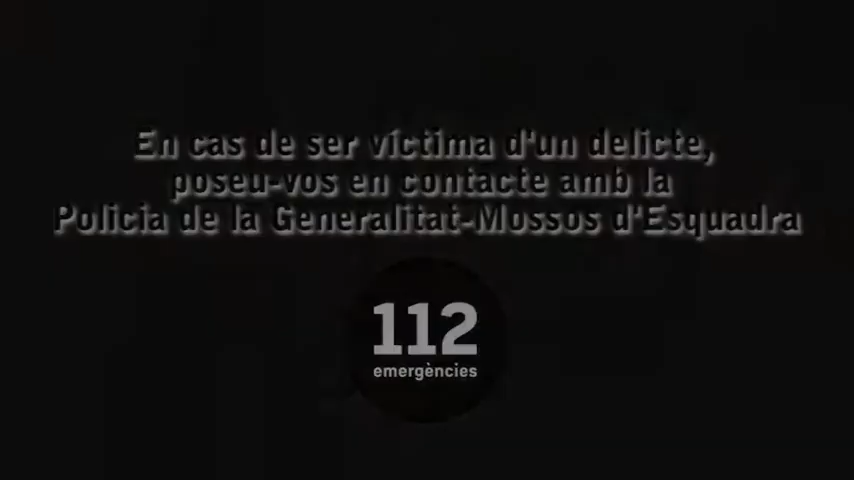 En cas de ser víctima d'un delicte,
poseu-vos en contacte amb la
Policia de la Generalitat-Mossos d'Esquadra
112
emergències